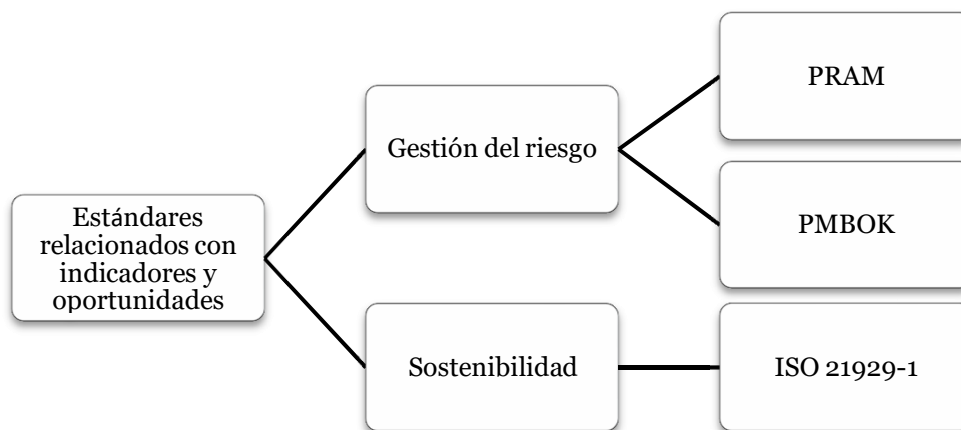 Estándares
relacionados con
indicadores y
oportunidades
Gestión del riesgo
PRAM
PMBOK
Sostenibilidad
ISO 21929-1